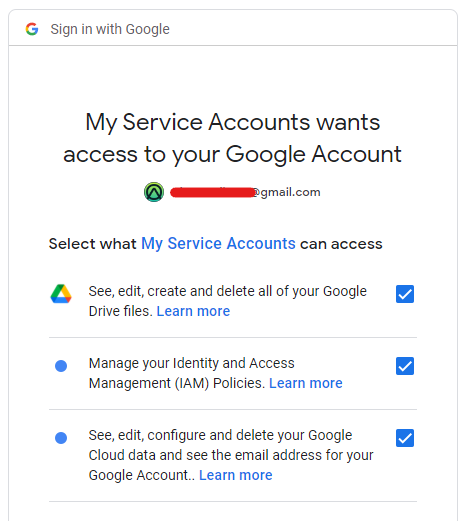 Sign in with Google
My Service Accounts wants
access to your Google Account
@gmail.com
Select what My Service Accounts can access
See, edit, create and delete all of your Google
Drive files. Learn more
Manage your Identity and Access
Management (IAM) Policies. Learn more
See, edit, configure and delete your Google
Cloud data and see the email address for your
Google Account.. Learn more